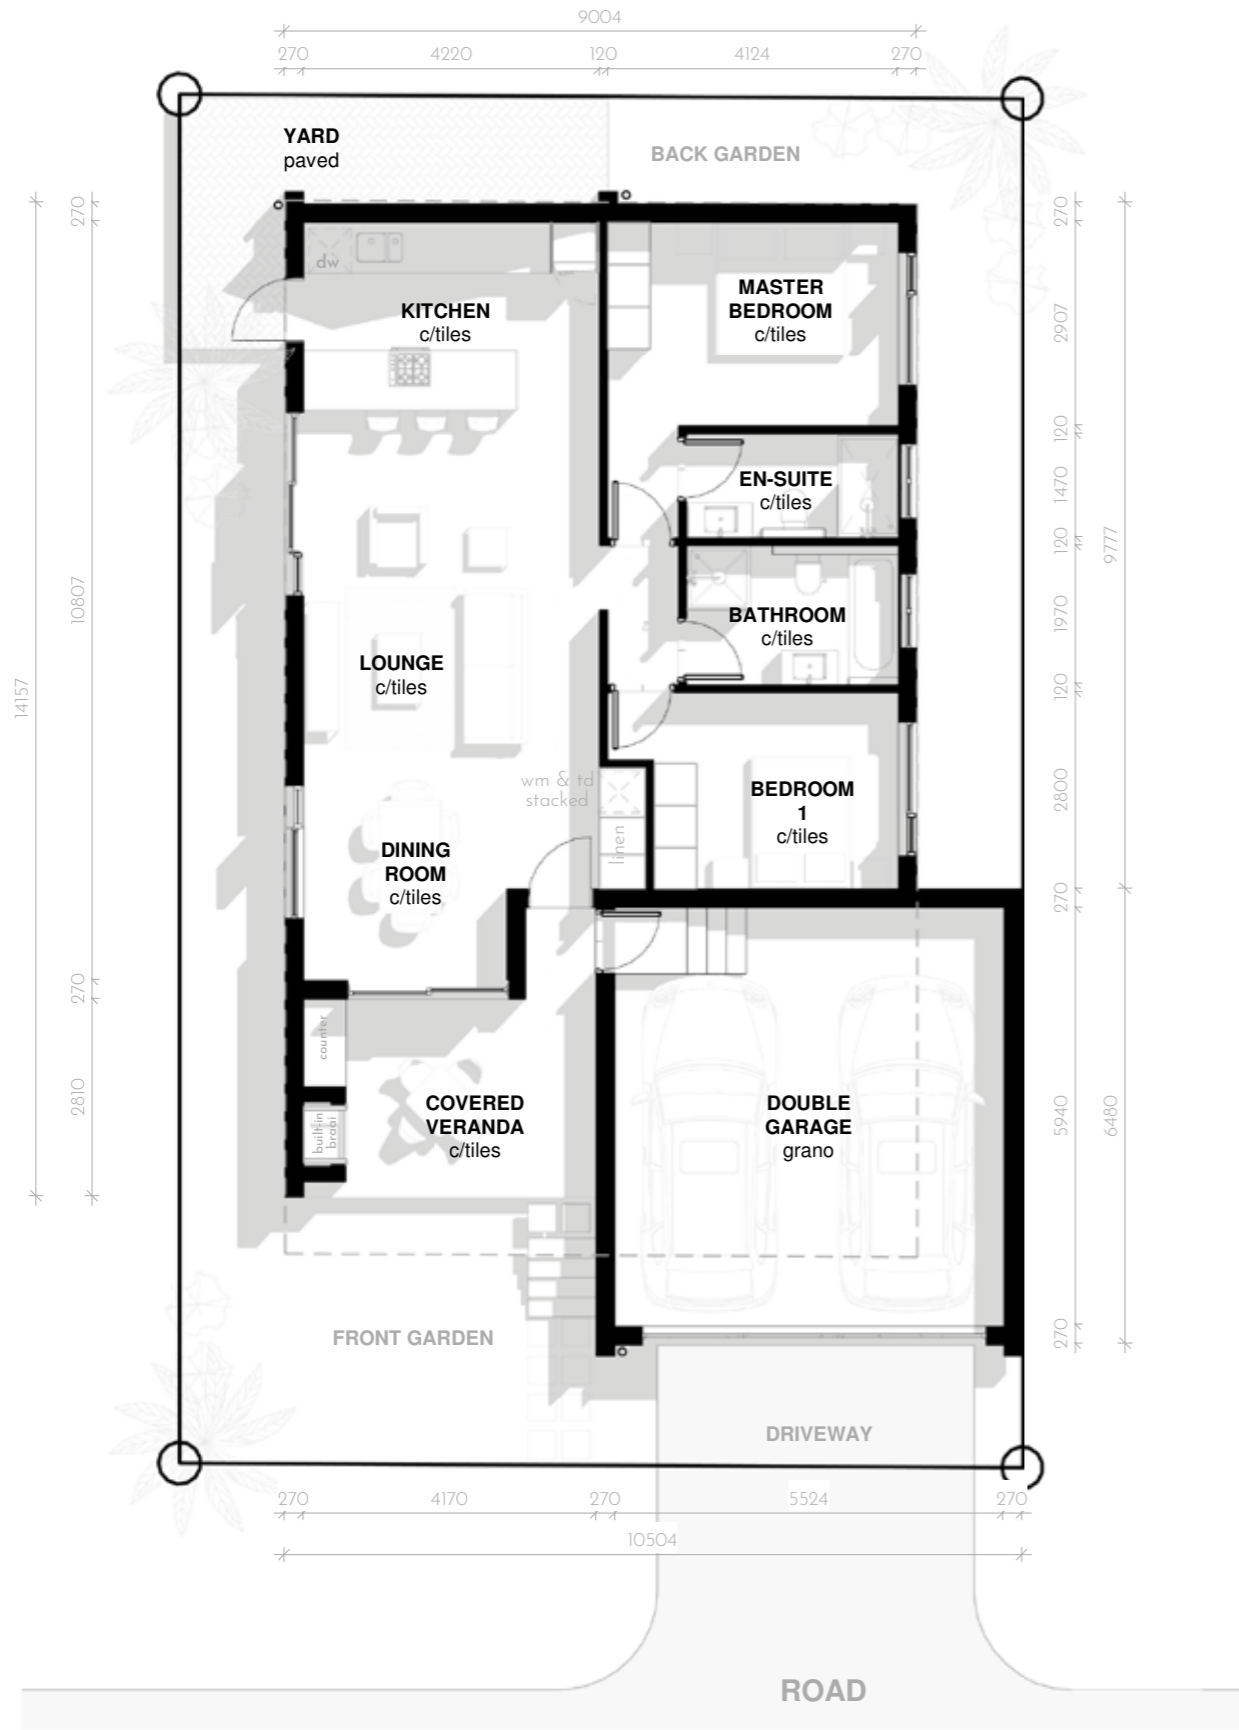 9004
270 4220 120 4124 270
YARD
paved
BACK GARDEN
270
270
dw
KITCHEN
c/tiles
MASTER
BEDROOM
c/tiles
2907
120
EN-SUITE
c/tiles
1470
120
9777
10807
BATHROOM
c/tiles
1970
LOUNGE
c/tiles
14157
120
wm & td
stacked
linen
BEDROOM
1
c/tiles
2800
DINING
ROOM
c/tiles
270
270
counter
built-in
braai
2810
COVERED
VERANDA
c/tiles
DOUBLE
GARAGE
grano
5940
6480
270
FRONT GARDEN
DRIVEWAY
270 4170 270 5524 270
10504
ROAD